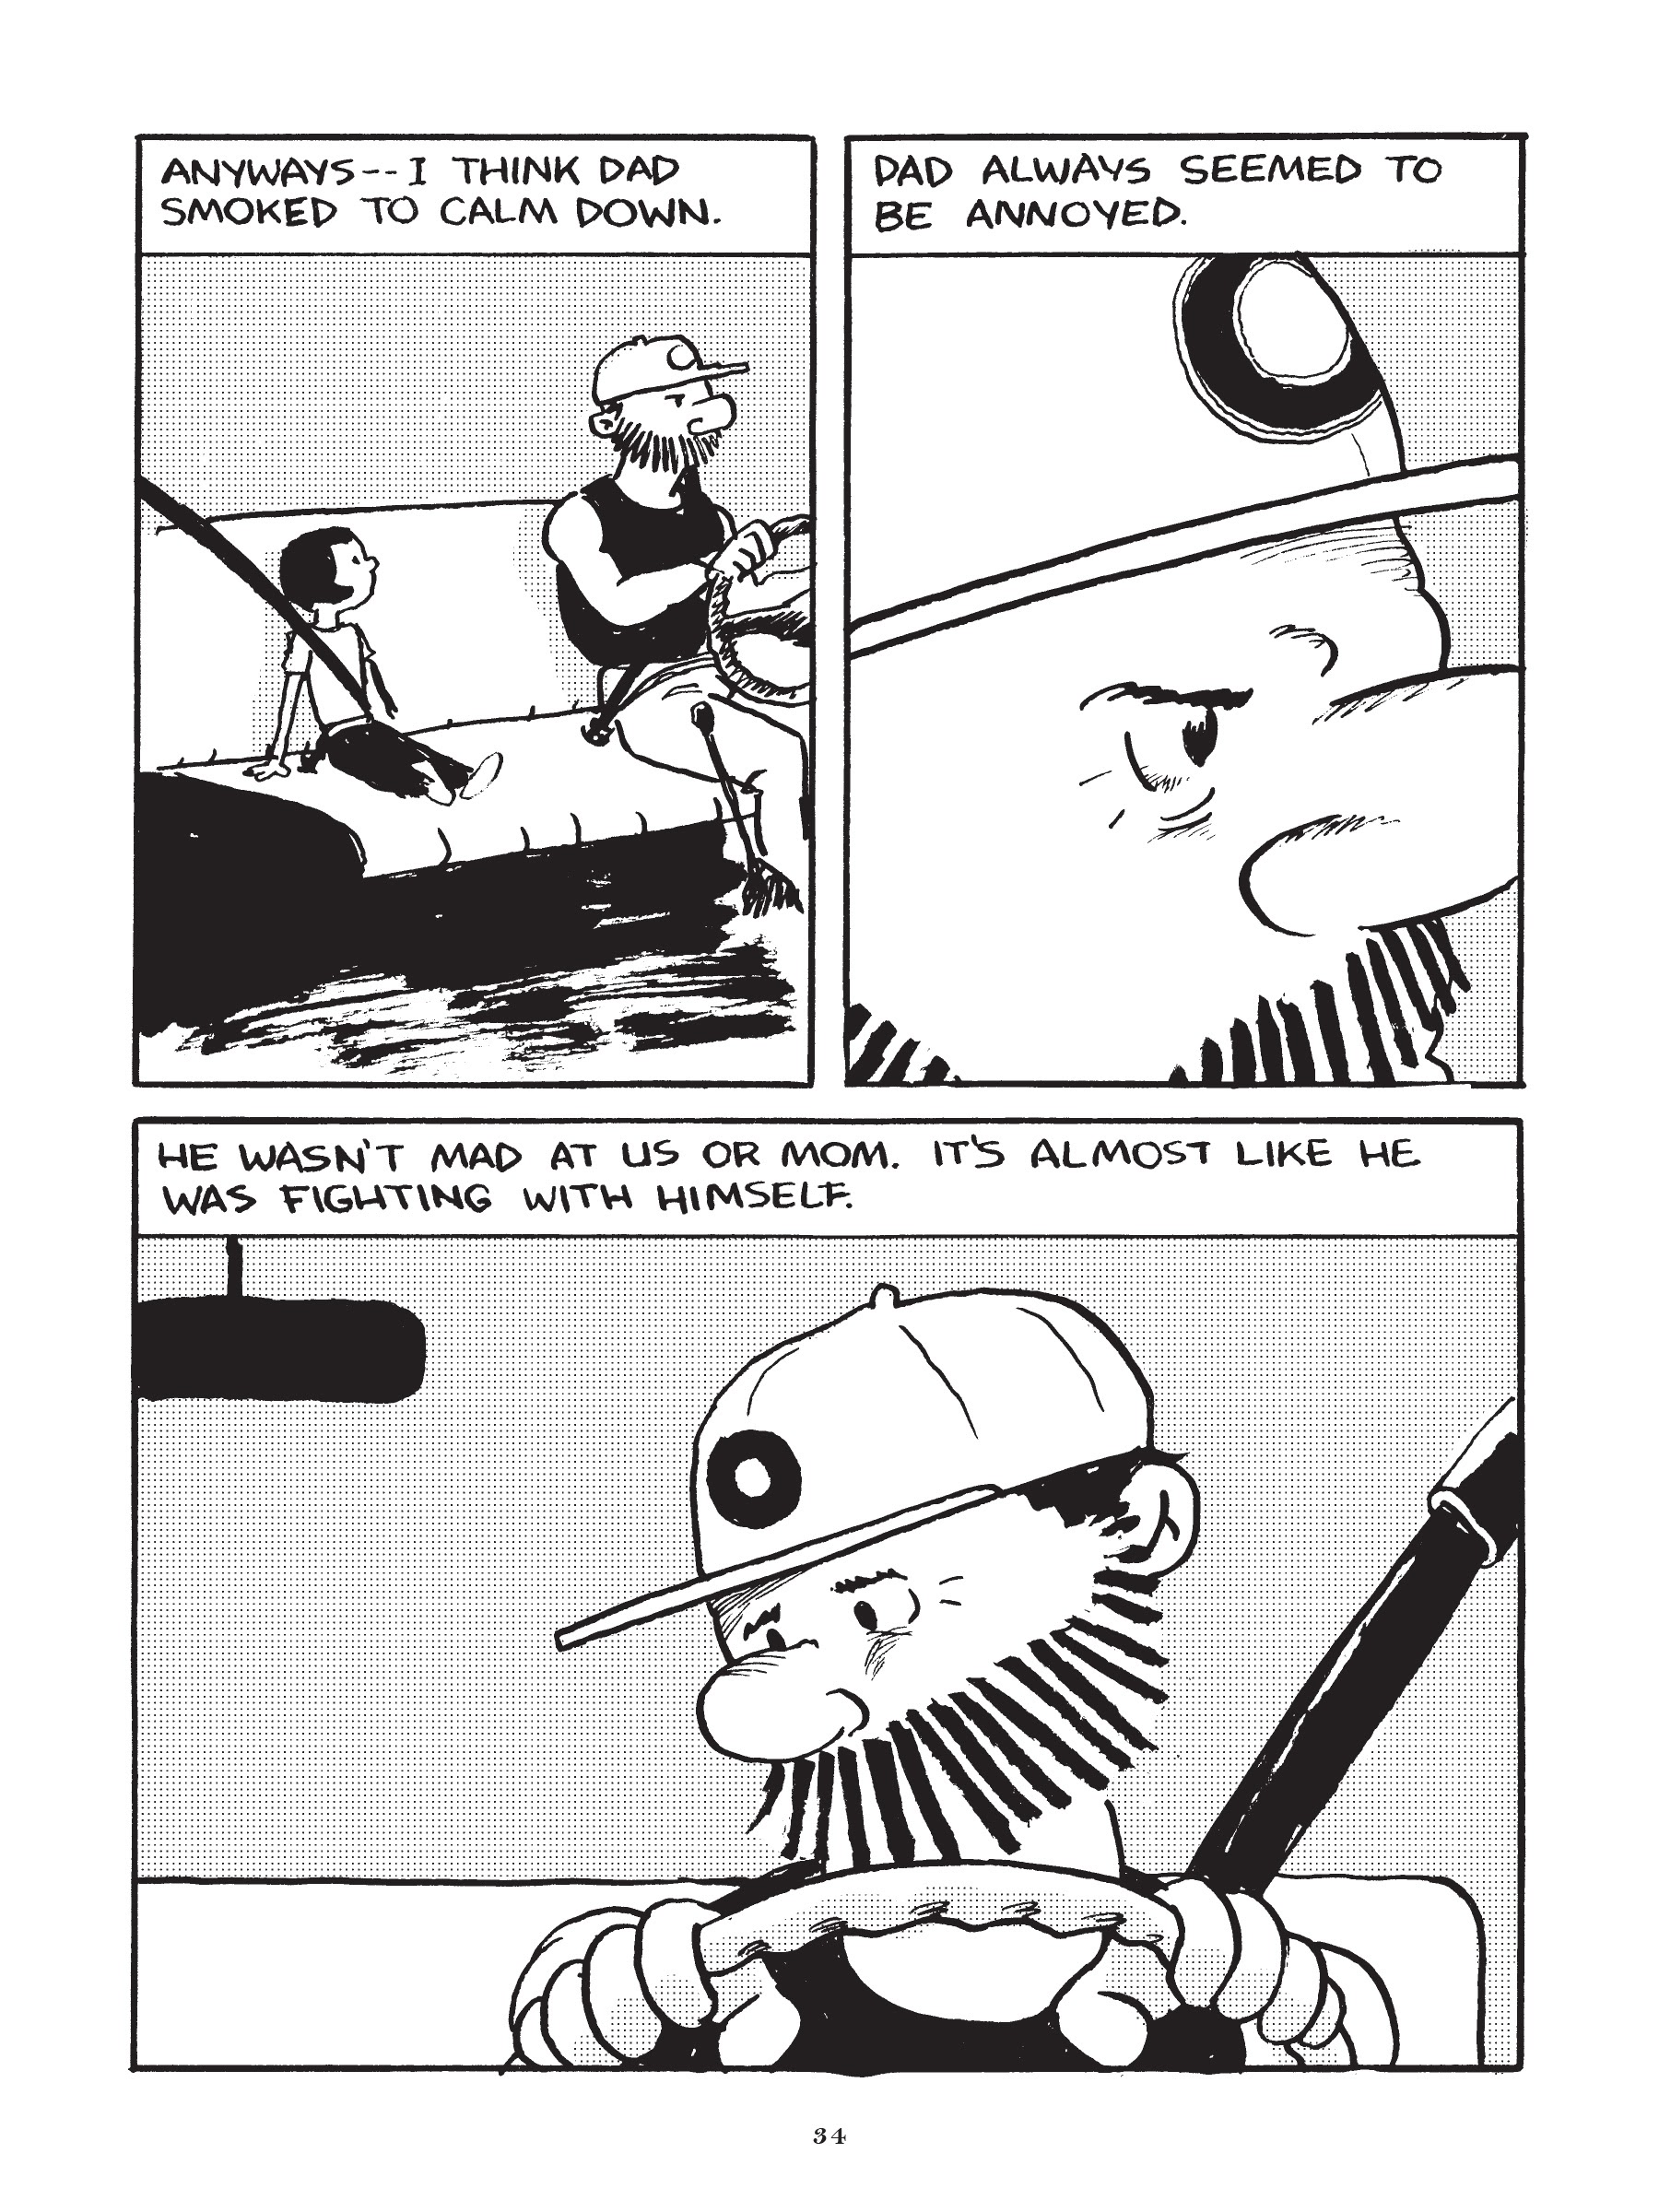 ANYWAYS--I THINK DAD
SMOKED TO CALM DOWN.
DAD ALWAYS SEEMED TO
BE ANNOYED.
HE WASN'T MAD AT US OR MOM. IT'S ALMOST LIKE HE
WAS FIGHTING WITH HIMSELF.
34